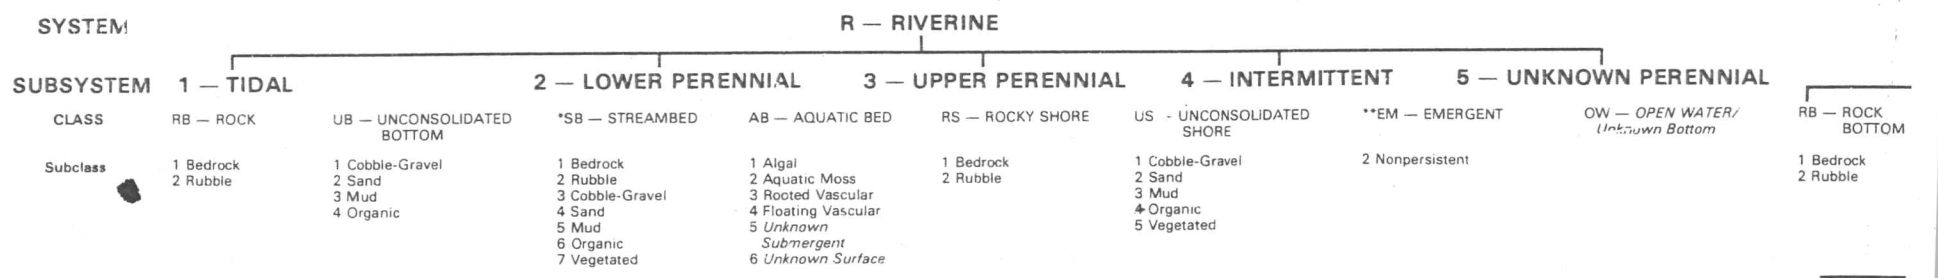 SYSTEM R — RIVERINE
SUBSYSTEM 1 — TIDAL 2 — LOWER PERENNIAL 3 — UPPER PERENNIAL 4 — INTERMITTENT 5 — UNKNOWN PERENNIAL
CLASS RB — ROCK UB — UNCONSOLIDATED *SB — STREAMBED AB — AQUATIC BED RS — ROCKY SHORE US - UNCONSOLIDATED **EM — EMERGENT OW — OPEN WATER/ RB — ROCK
BOTTOM SHORE Unknown Bottom BOTTOM
Subclass 1 Bedrock 1 Cobble-Gravel 1 Bedrock 1 Algal 1 Bedrock 1 Cobble-Gravel 2 Nonpersistent 1 Bedrock
2 Rubble 2 Sand 2 Rubble 2 Aquatic Moss 2 Rubble 2 Sand 2 Rubble
3 Mud 3 Cobble-Gravel 3 Rooted Vascular 3 Mud
4 Organic 4 Sand 4 Floating Vascular 4 Organic
5 Mud 5 Unknown 5 Vegetated
6 Organic Submergent
7 Vegetated 6 Unknown Surface